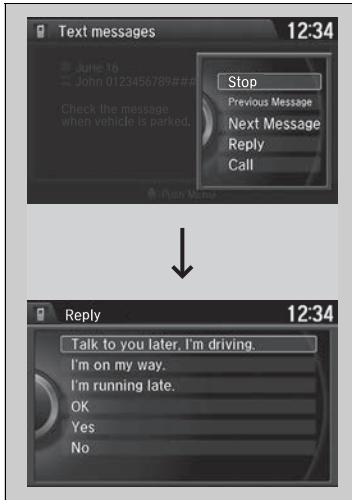 Text messages 12:34
June 16
John 0123456789###
Check the message
when vehicle is parked.
Stop
Previous Message
Next Message
Reply
Call
Push Menu
Reply 12:34
Talk to you later, I'm driving.
I'm on my way.
I'm running late.
OK
Yes
No